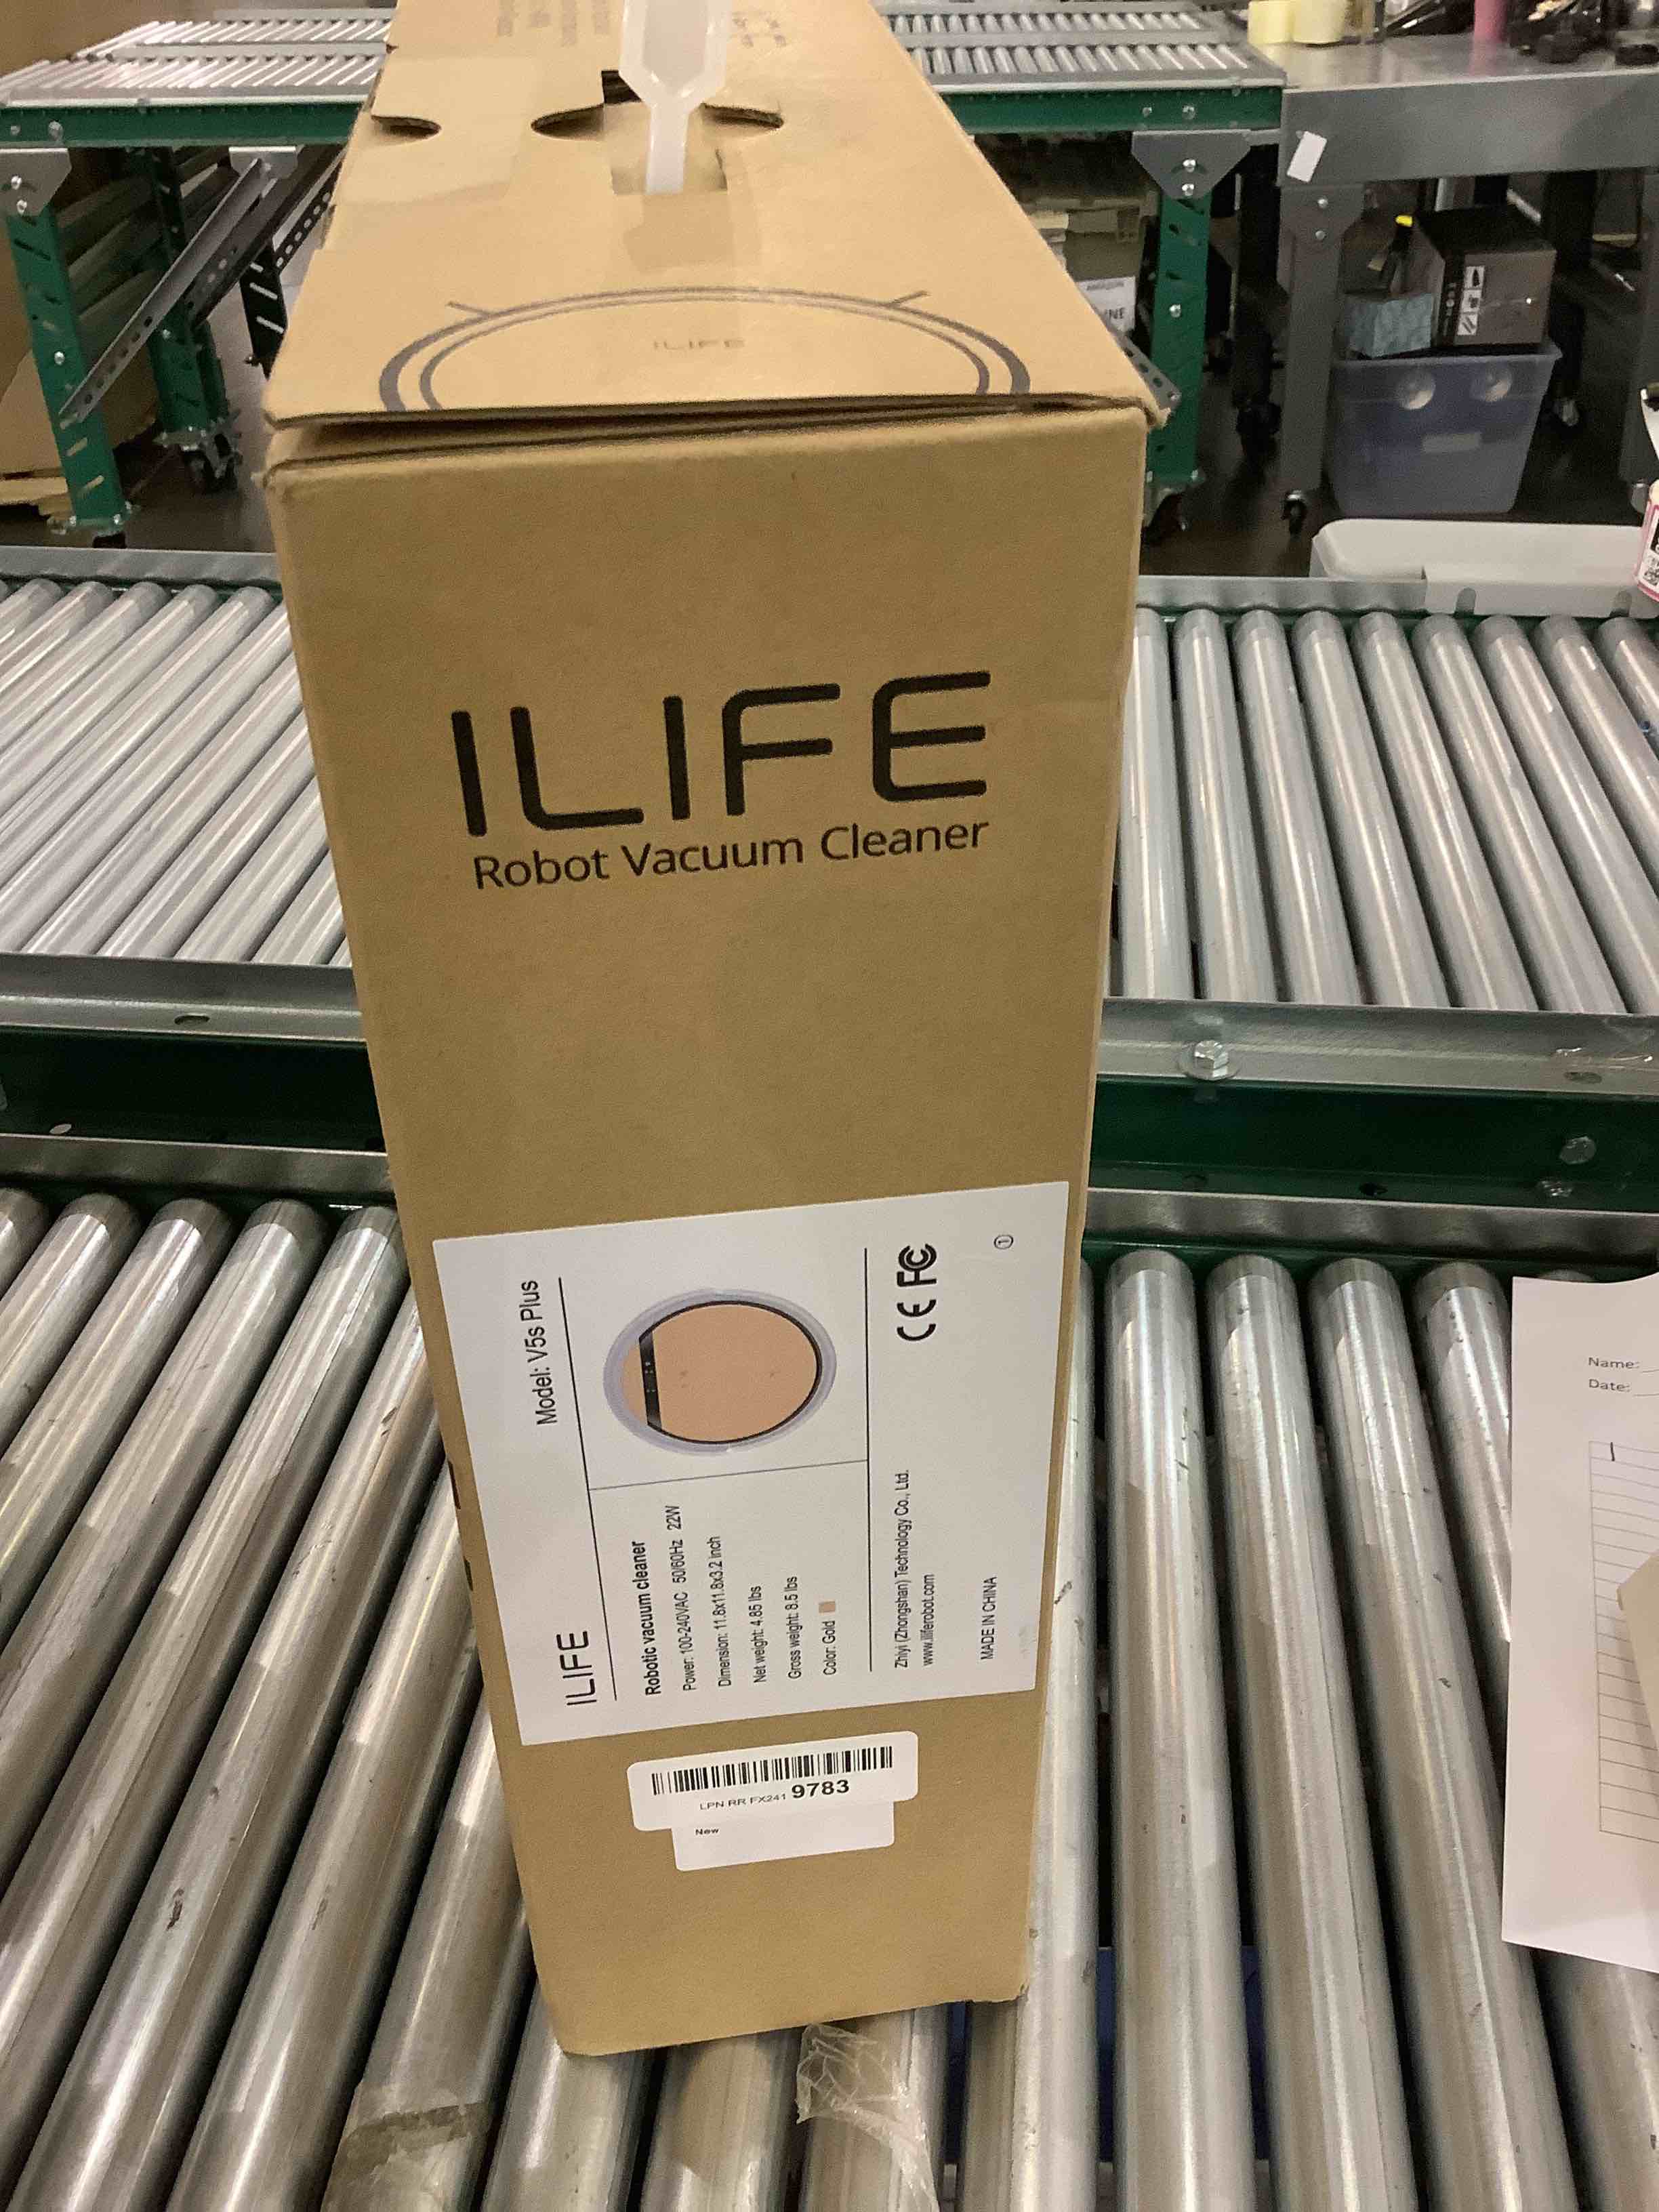 ILIFE
ILIFE
Robot Vacuum Cleaner
ILIFE
Model: V5s Plus
Robotic vacuum cleaner
Power: 100-240VAC 50/60Hz 22W
Dimension: 11.8x11.8x3.2 inch
Net weight: 4.85 lbs
Gross weight: 8.5 lbs
Color: Gold
Zhiyi (Zhongshan) Technology Co., Ltd.
www.iliferobot.com
CE FC
MADE IN CHINA
①
LPN RR FX241 9783
New
Name:
Date:
1